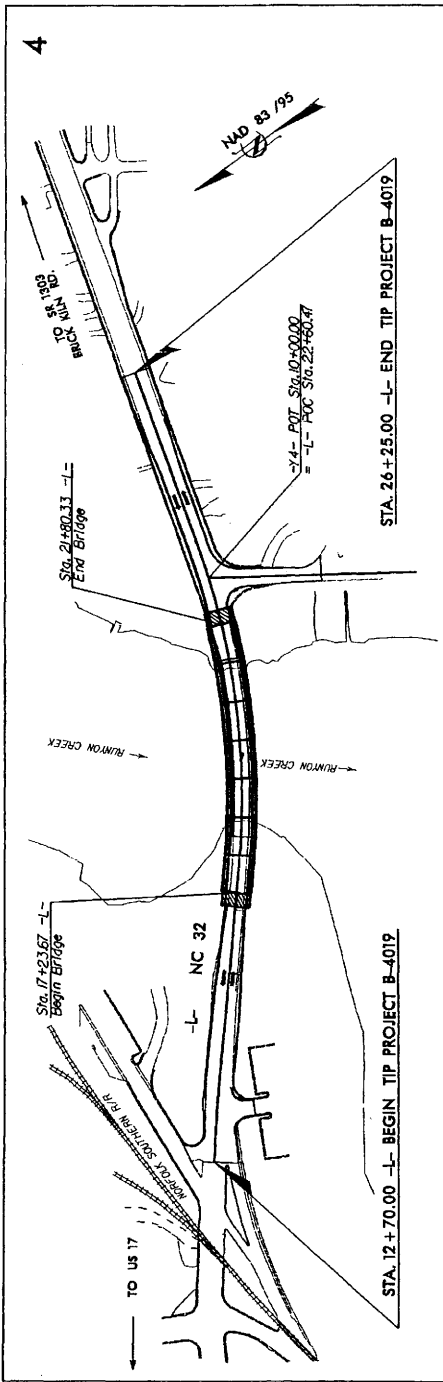 4
TO SR 1303
BRICK KILN RD.
NAD 83/95
Sta. 21+80.33 -L-
End Bridge
-Y4- POT Sta. 10+00.00
= -L- POC Sta. 22+60.47
STA. 26+25.00 -L- END TIP PROJECT B-4019
RUNYON CREEK
RUNYON CREEK
Sta. 17+23.67 -L-
Begin Bridge
NC 32
-L-
NORFOLK SOUTHERN R/R
TO US 17
STA. 12+70.00 -L- BEGIN TIP PROJECT B-4019